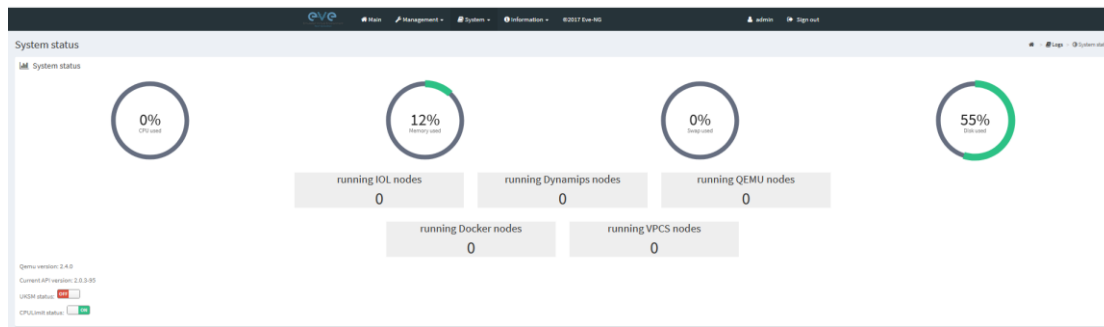 eve Main Management System Information ©2017 Eve-NG admin Sign out
System status
Logs System stat
System status
0%
CPU used
12%
Memory used
0%
Swap used
55%
Disk used
running IOL nodes
0
running Dynamips nodes
0
running QEMU nodes
0
running Docker nodes
0
running VPCS nodes
0
Qemu version: 2.4.0
Current API version: 2.0.3-95
UKSM status: OFF
CPULimit status: ON